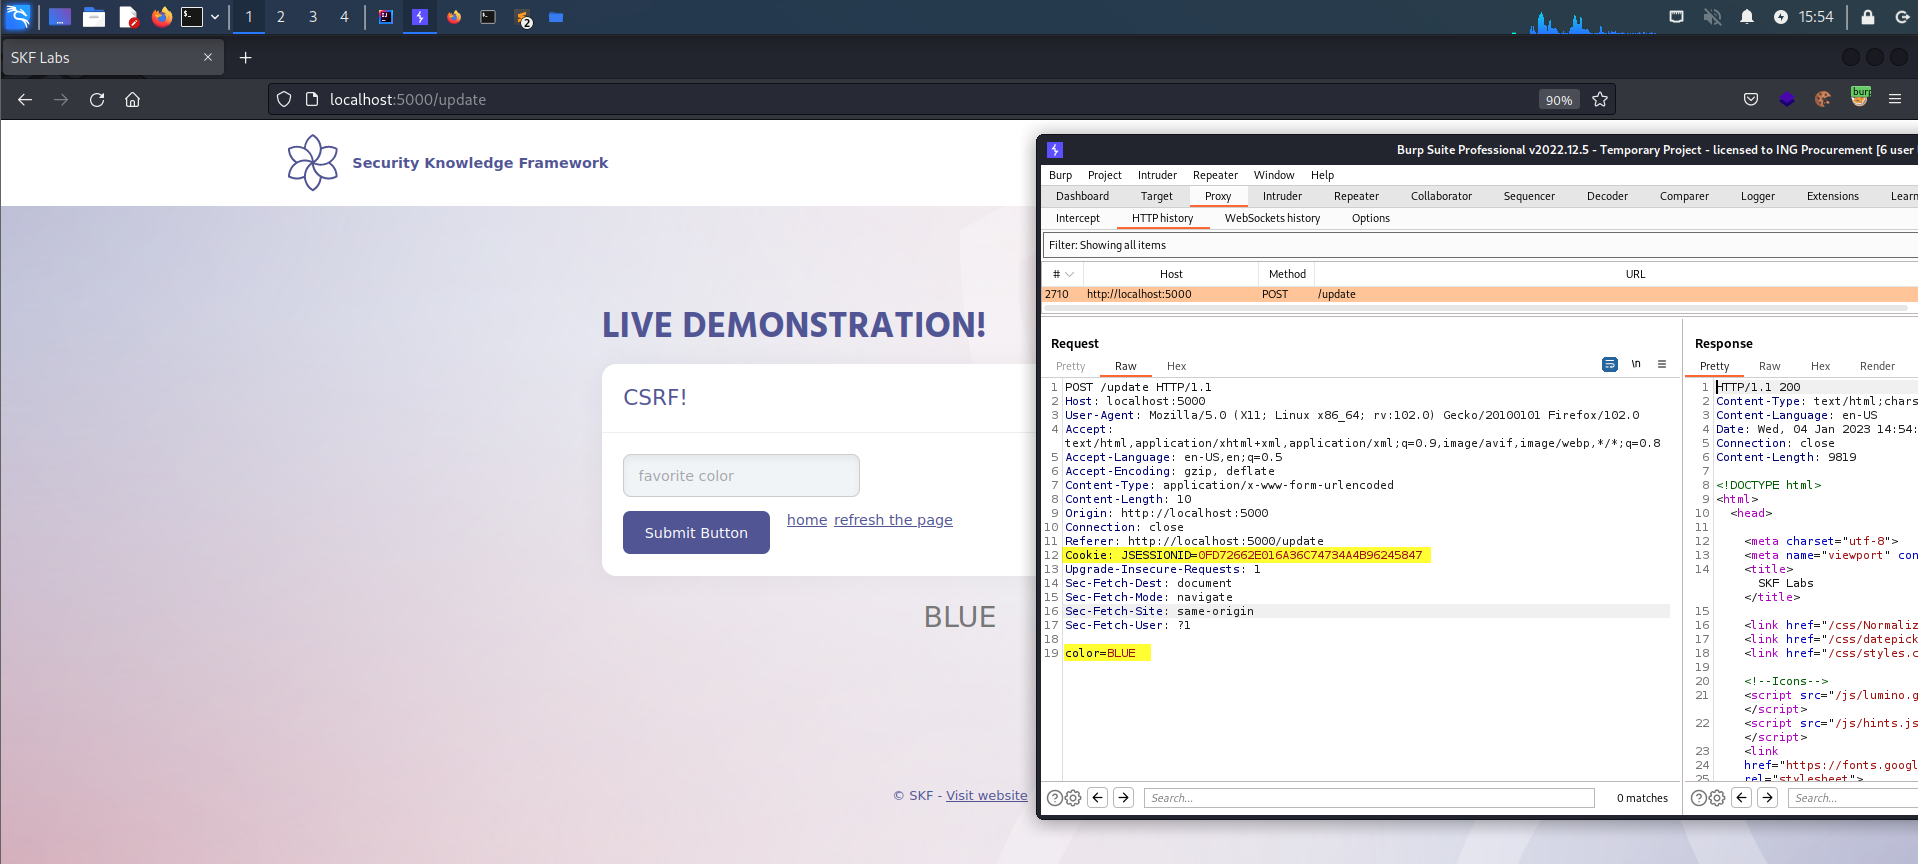 1 2 3 4 2 15:54
SKF Labs
localhost:5000/update 90% burp
Security Knowledge Framework
LIVE DEMONSTRATION!
CSRF!
favorite color
Submit Button home refresh the page
BLUE
© SKF - Visit website
Burp Suite Professional v2022.12.5 - Temporary Project - licensed to ING Procurement [6 user
Burp Project Intruder Repeater Window Help
Dashboard Target Proxy Intruder Repeater Collaborator Sequencer Decoder Comparer Logger Extensions Learn
Intercept HTTP history WebSockets history Options
Filter: Showing all items
# Host Method URL
2710 http://localhost:5000 POST /update
Request
Pretty Raw Hex \n
1 POST /update HTTP/1.1
2 Host: localhost:5000
3 User-Agent: Mozilla/5.0 (X11; Linux x86_64; rv:102.0) Gecko/20100101 Firefox/102.0
4 Accept:
text/html,application/xhtml+xml,application/xml;q=0.9,image/avif,image/webp,*/*;q=0.8
5 Accept-Language: en-US,en;q=0.5
6 Accept-Encoding: gzip, deflate
7 Content-Type: application/x-www-form-urlencoded
8 Content-Length: 10
9 Origin: http://localhost:5000
10 Connection: close
11 Referer: http://localhost:5000/update
12 Cookie: JSESSIONID=0FD72662E016A36C74734A4B96245847
13 Upgrade-Insecure-Requests: 1
14 Sec-Fetch-Dest: document
15 Sec-Fetch-Mode: navigate
16 Sec-Fetch-Site: same-origin
17 Sec-Fetch-User: ?1
18
19 color=BLUE
Search... 0 matches
Response
Pretty Raw Hex Render
1 HTTP/1.1 200
2 Content-Type: text/html;chars
3 Content-Language: en-US
4 Date: Wed, 04 Jan 2023 14:54:
5 Connection: close
6 Content-Length: 9819
7
8 <!DOCTYPE html>
9 <html>
10 <head>
11
12 <meta charset="utf-8">
13 <meta name="viewport" con
14 <title>
SKF Labs
</title>
15
16 <link href="/css/Normaliz
17 <link href="/css/datepick
18 <link href="/css/styles.c
19
20 <!--Icons-->
21 <script src="/js/lumino.g
</script>
22 <script src="/js/hints.js
</script>
23 <link
24 href="https://fonts.googl
25 rel="stylesheet">
Search...